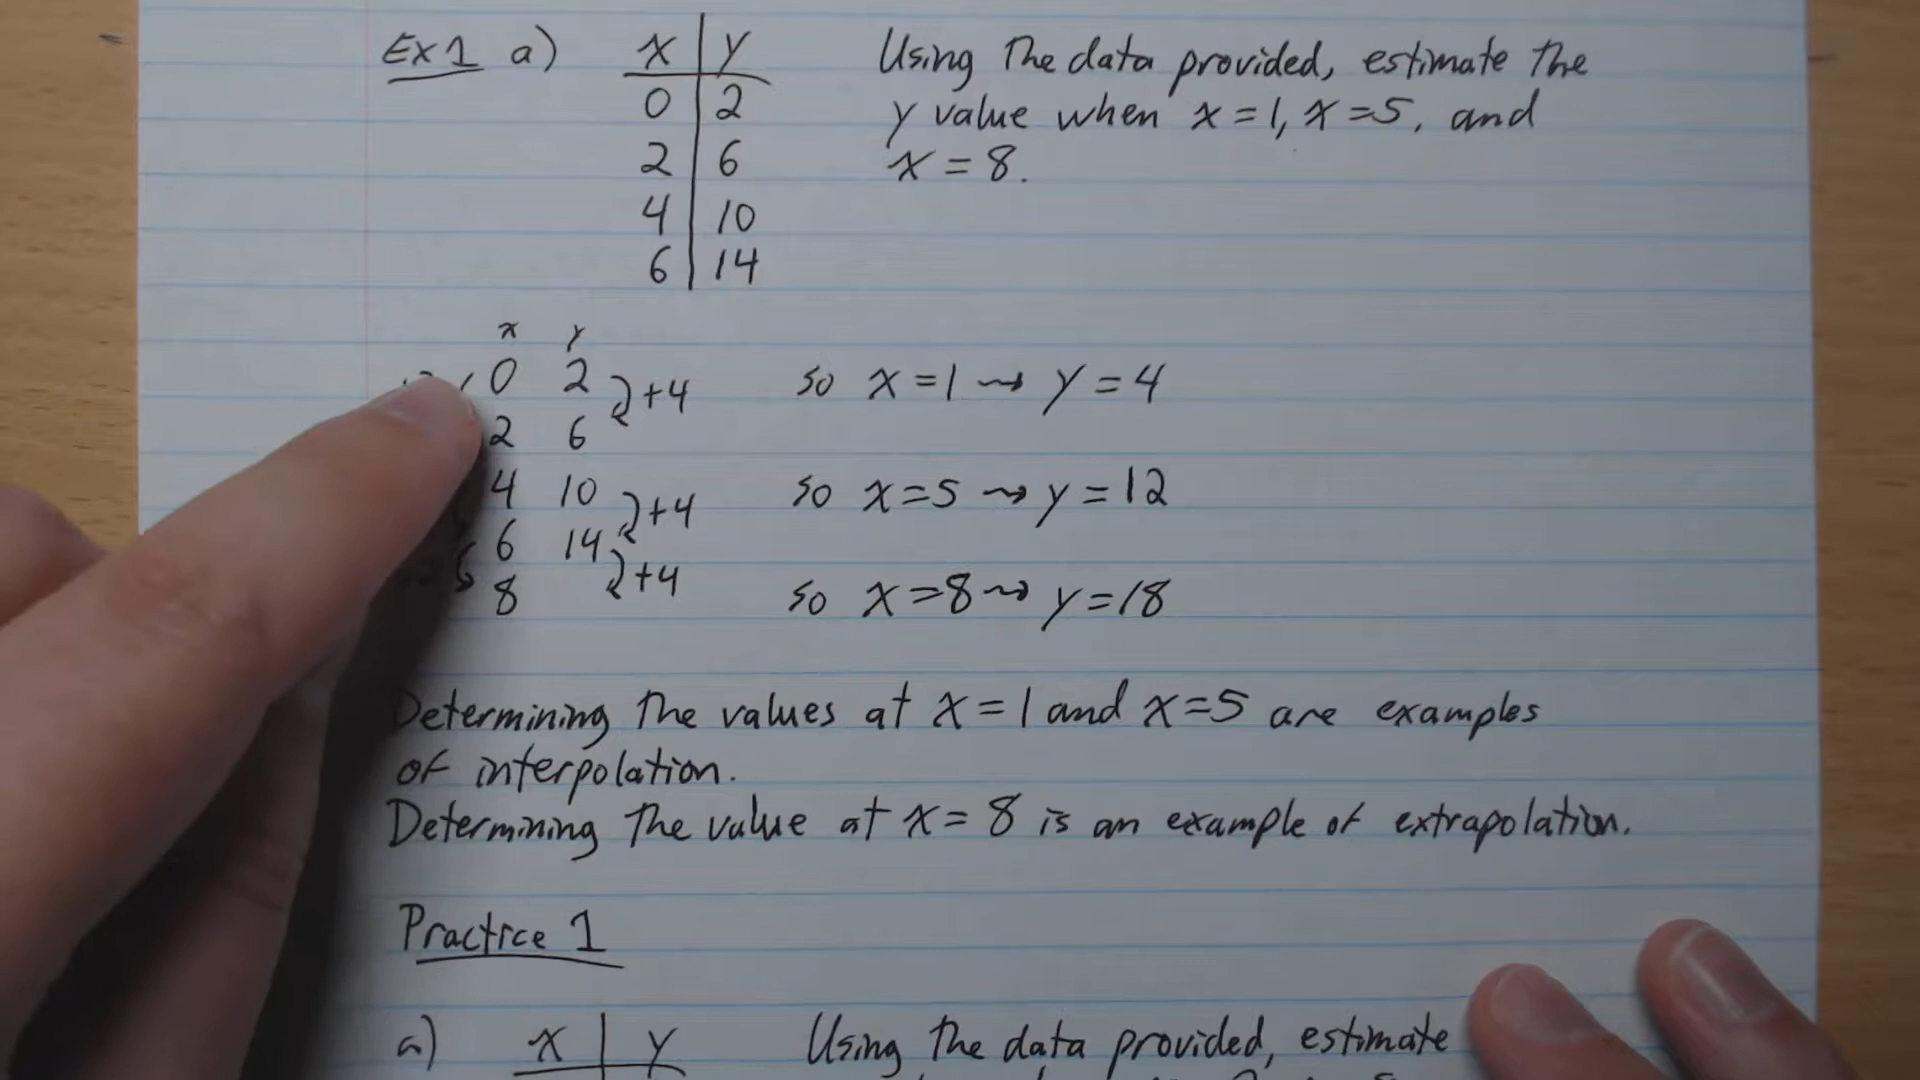 Ex 1 a) x y
0 2
2 6
4 10
6 14
Using the data provided, estimate the
y value when x = 1, x = 5, and
x = 8.
x y
0 2 +4 so x = 1 → y = 4
2 6
4 10 +4 so x = 5 → y = 12
6 14 +4
8 so x = 8 → y = 18
Determining the values at x = 1 and x = 5 are examples
of interpolation.
Determining the value at x = 8 is an example of extrapolation.
Practice 1
a) x y Using the data provided, estimate